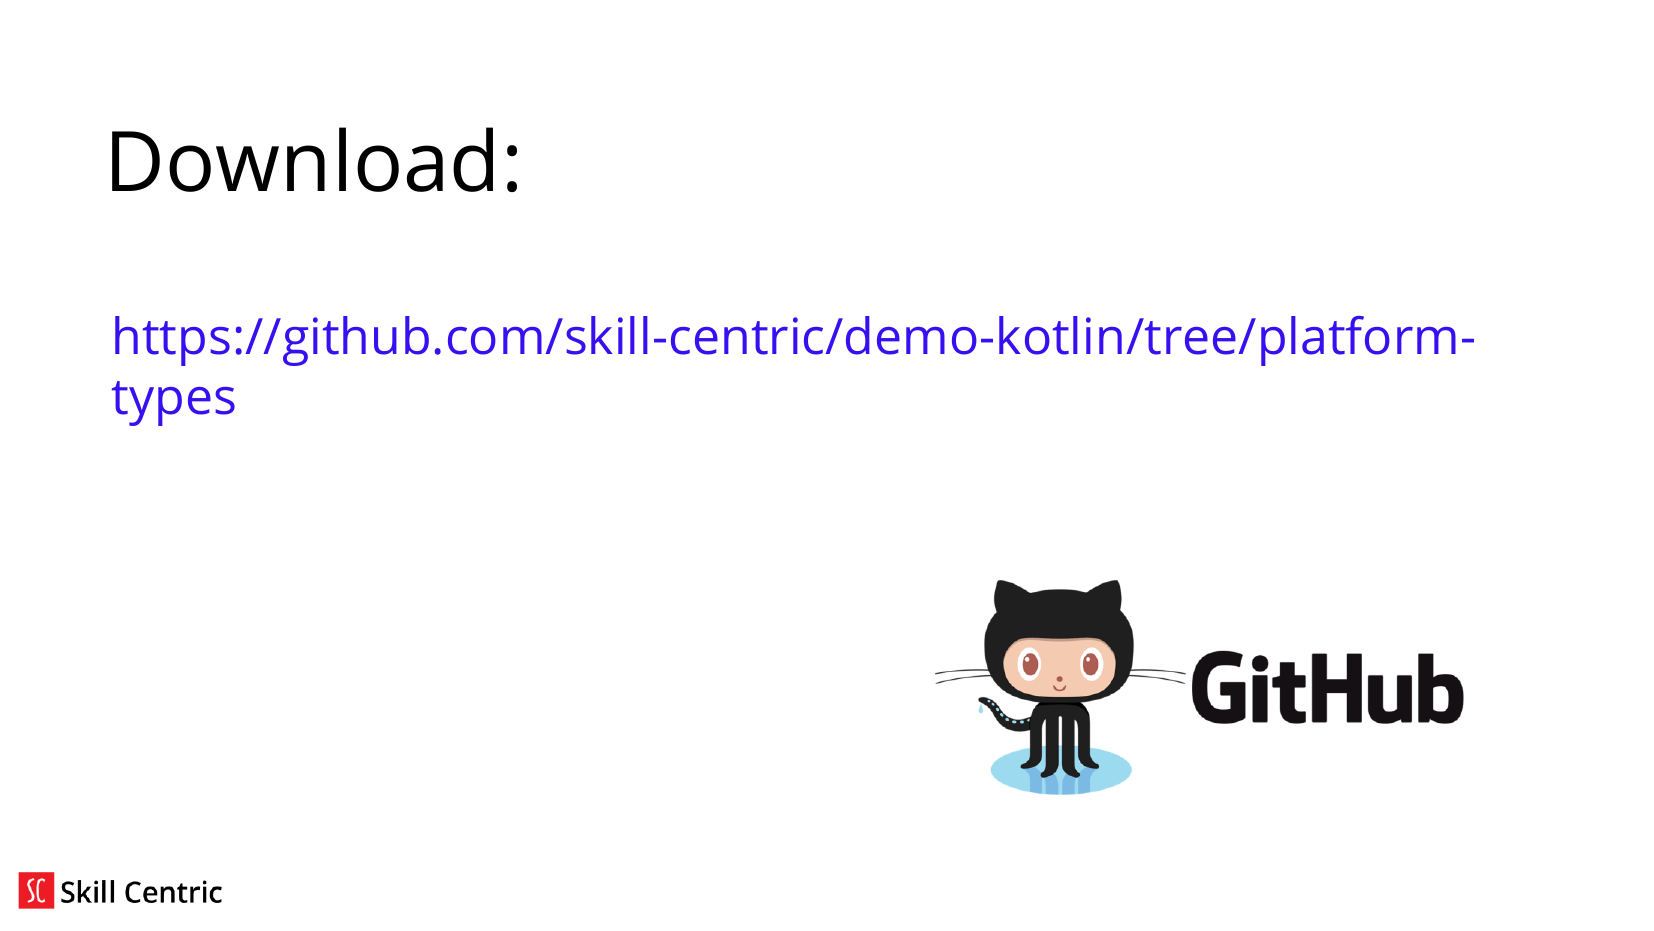 Download:
https://github.com/skill-centric/demo-kotlin/tree/platform-
types
GitHub
SC Skill Centric